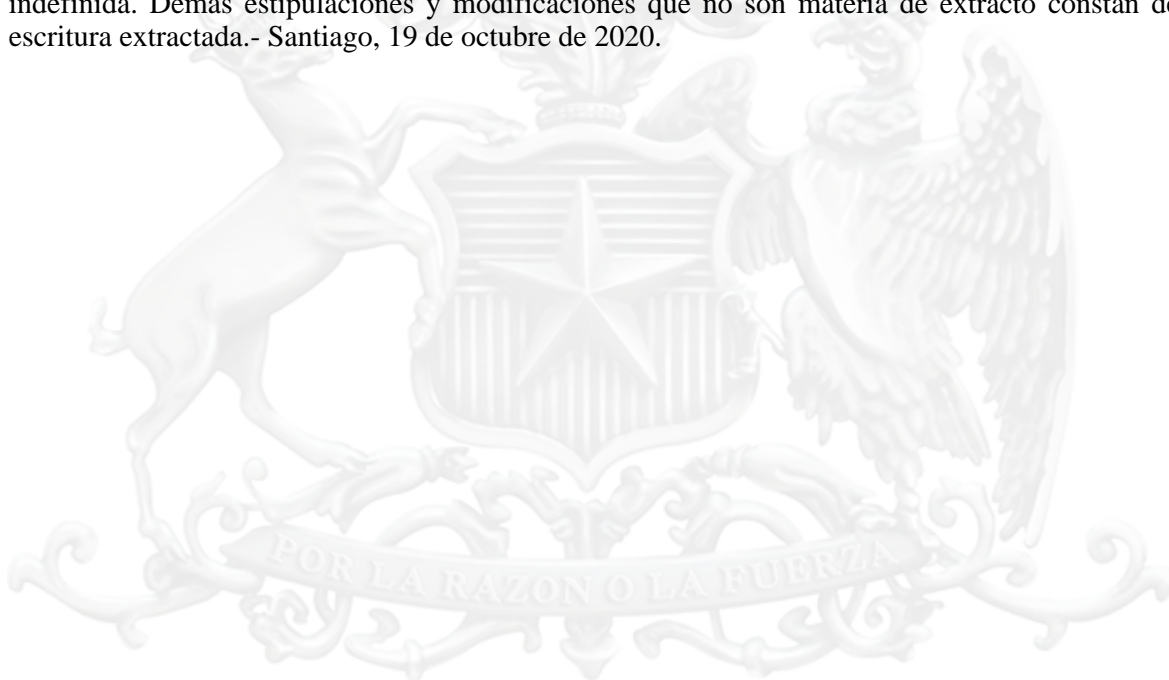 indefinida. Demás estipulaciones y modificaciones que no son materia de extracto constan de
escritura extractada.- Santiago, 19 de octubre de 2020.
POR LA RAZON O LA FUERZA